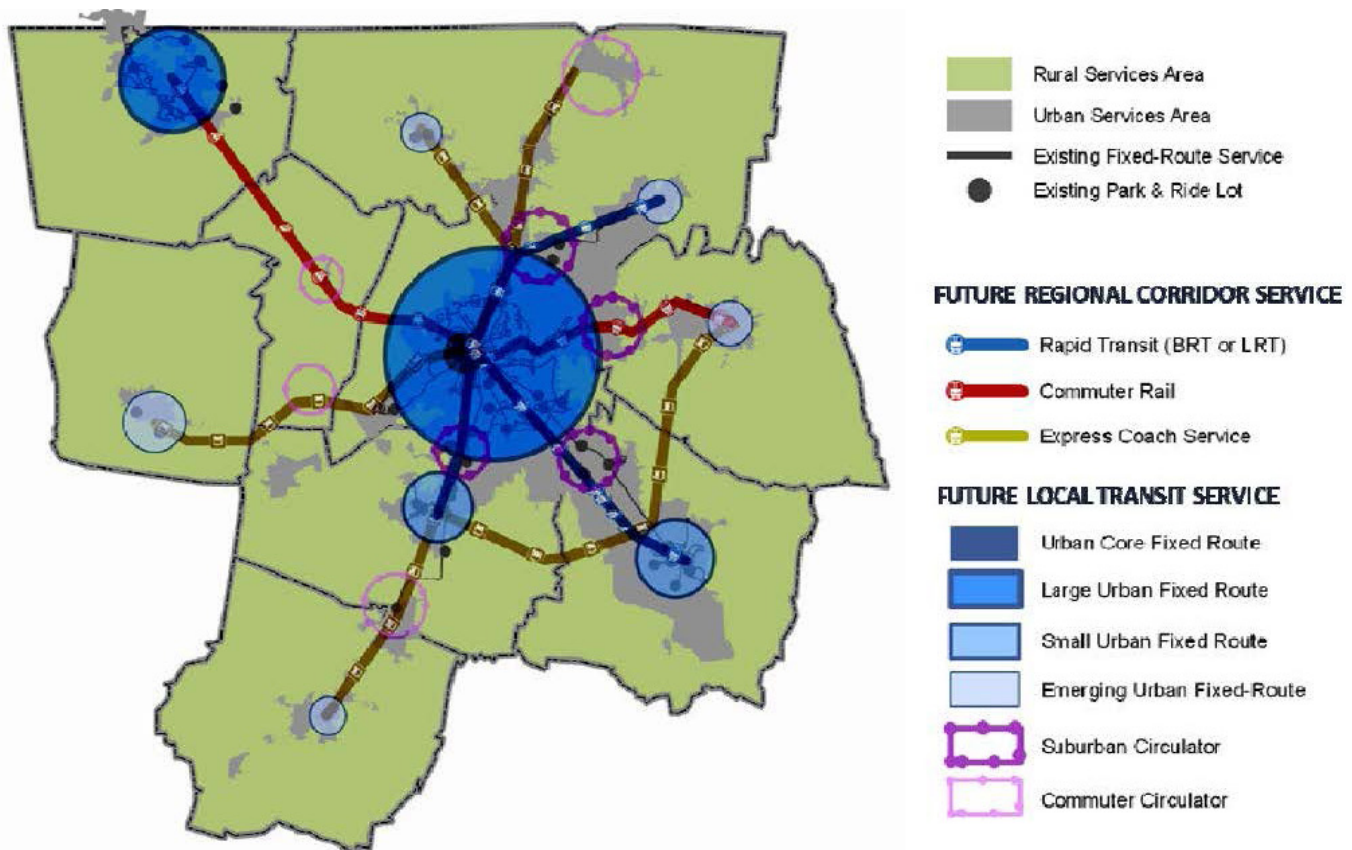 Rural Services Area
Urban Services Area
Existing Fixed-Route Service
Existing Park & Ride Lot
FUTURE REGIONAL CORRIDOR SERVICE
Rapid Transit (BRT or LRT)
Commuter Rail
Express Coach Service
FUTURE LOCAL TRANSIT SERVICE
Urban Core Fixed Route
Large Urban Fixed Route
Small Urban Fixed Route
Emerging Urban Fixed-Route
Suburban Circulator
Commuter Circulator